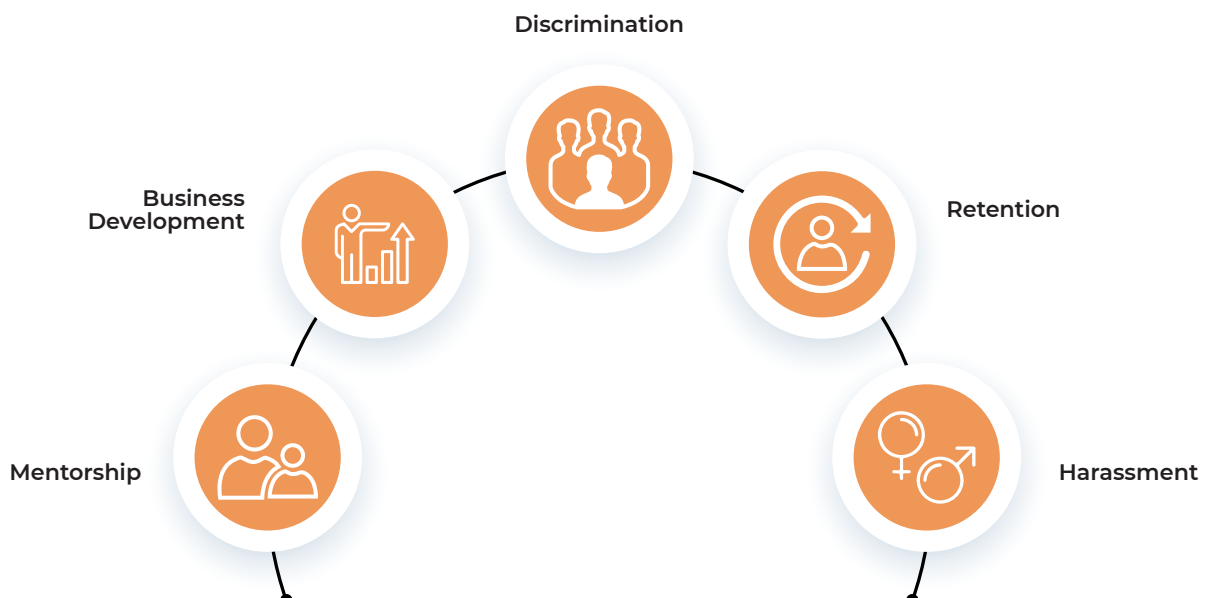 Discrimination
Business
Development
Retention
Mentorship
Harassment